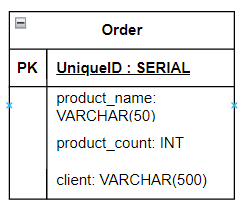 Order
PK UniqueID : SERIAL
product_name:
VARCHAR(50)
product_count: INT
client: VARCHAR(500)